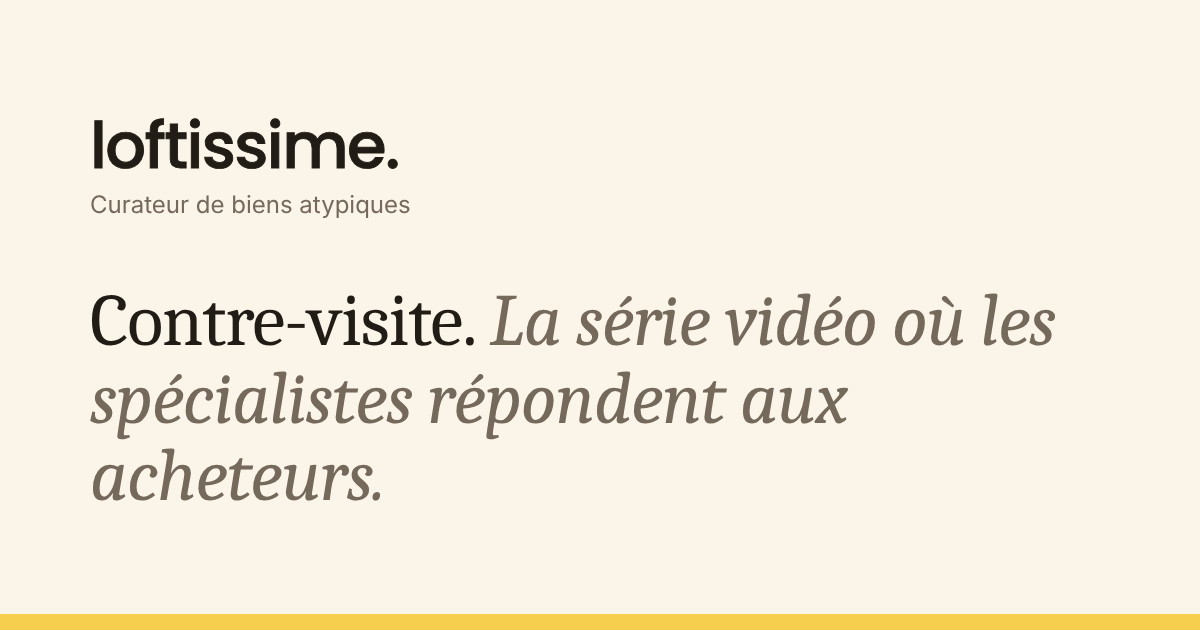 loftissime.
Curateur de biens atypiques
Contre-visite. La série vidéo où les
spécialistes répondent aux
acheteurs.